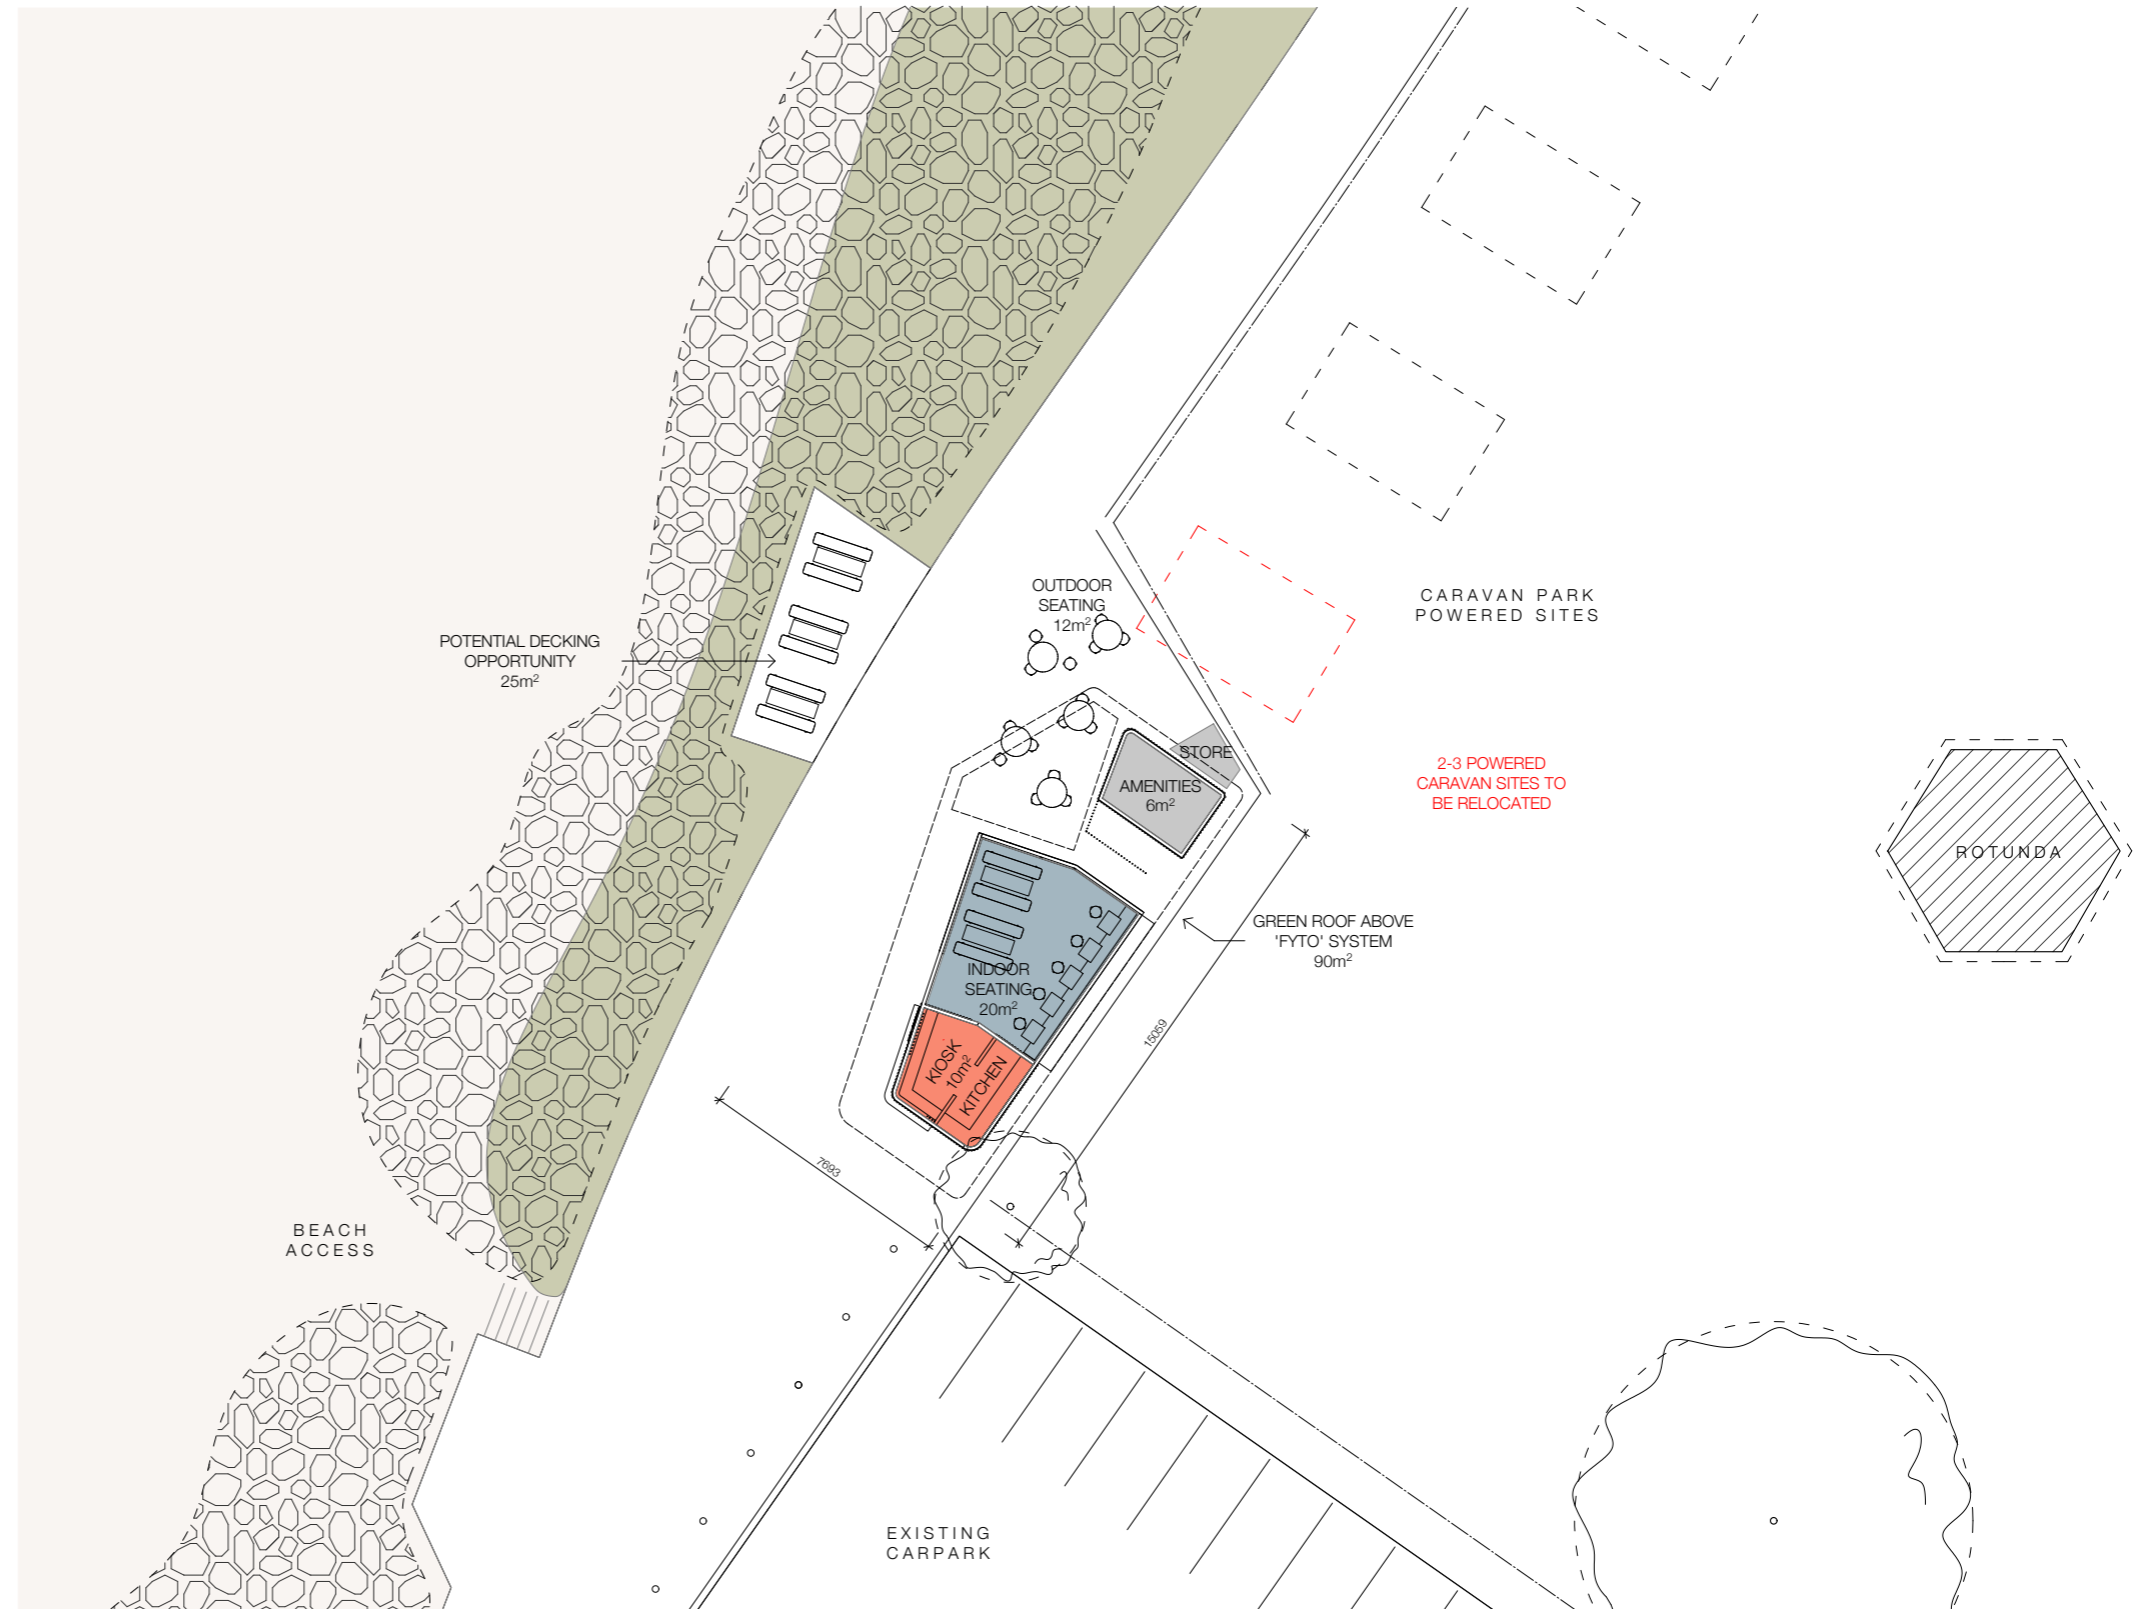 OUTDOOR
SEATING
12m²
CARAVAN PARK
POWERED SITES
POTENTIAL DECKING
OPPORTUNITY
25m²
STORE
AMENITIES
6m²
2-3 POWERED
CARAVAN SITES TO
BE RELOCATED
ROTUNDA
GREEN ROOF ABOVE
'FYTO' SYSTEM
90m²
INDOOR
SEATING
20m²
15059
KIOSK
10m²
KITCHEN
7693
BEACH
ACCESS
EXISTING
CARPARK